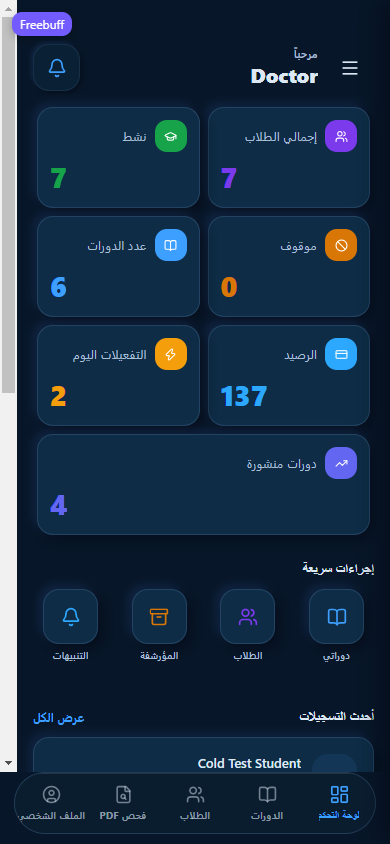 Freebuff
مرحباً
Doctor
إجمالي الطلاب
7
نشط
7
موقوف
0
عدد الدورات
6
الرصيد
137
التفعيلات اليوم
2
دورات منشورة
4
إجراءات سريعة
دوراتي
الطلاب
المؤرشفة
التنبيهات
أحدث التسجيلات
عرض الكل
Cold Test Student
لوحة التحكم
الدورات
الطلاب
فحص PDF
الملف الشخصي